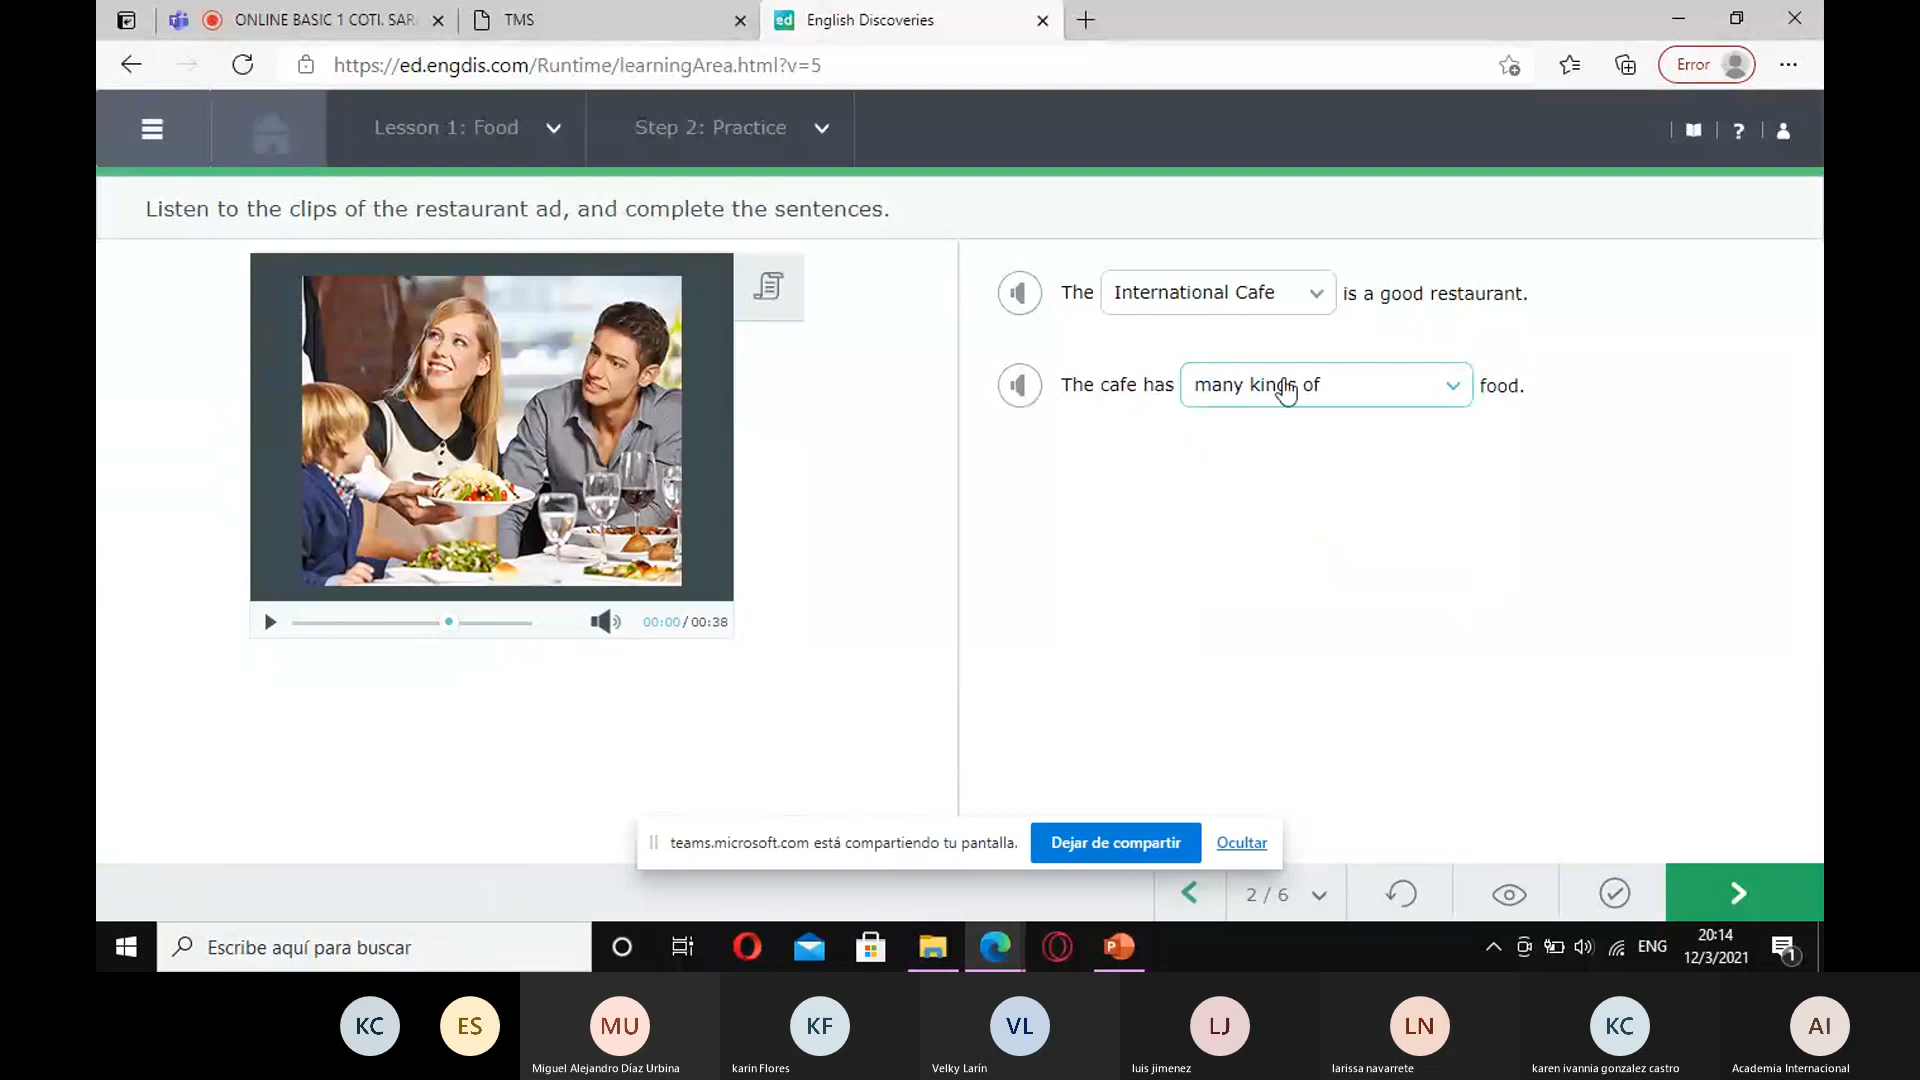 ONLINE BASIC 1 COTI. SAR
TMS
English Discoveries
https://ed.engdis.com/Runtime/learningArea.html?v=5
Error
Lesson 1: Food
Step 2: Practice
Listen to the clips of the restaurant ad, and complete the sentences.
The International Cafe is a good restaurant.
The cafe has many kinds of food.
00:00 / 00:38
teams.microsoft.com está compartiendo tu pantalla. Dejar de compartir Ocultar
2 / 6
Escribe aquí para buscar
ENG
20:14
12/3/2021
1
KC
ES
MU
KF
VL
LJ
LN
KC
AI
Miguel Alejandro Díaz Urbina
karin Flores
Velky Larín
luis jimenez
larissa navarrete
karen ivannia gonzalez castro
Academia Internacional